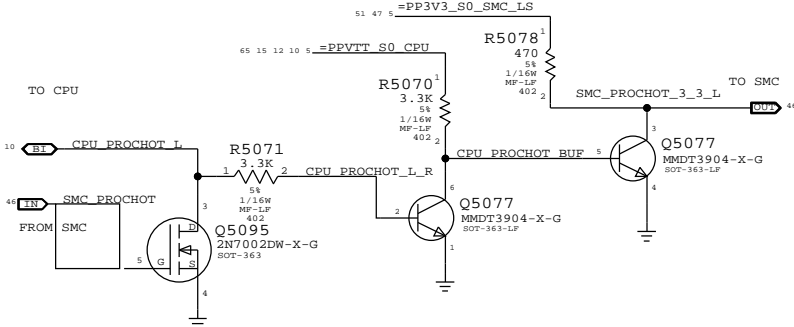 =PP3V3_S0_SMC_LS
51 47 5
R5078
1
470
5%
1/16W
MF-LF
402
2
65 15 12 10 5
=PPVTT_S0_CPU
R5070
1
3.3K
5%
1/16W
MF-LF
402
2
TO CPU
TO SMC
SMC_PROCHOT_3_3_L
OUT
46
10
BI
CPU_PROCHOT_L
R5071
3.3K
1
2
5%
1/16W
MF-LF
402
CPU_PROCHOT_L_R
CPU_PROCHOT_BUF
5
3
Q5077
MMDT3904-X-G
SOT-363-LF
4
46
IN
SMC_PROCHOT
FROM SMC
3
D
Q5095
2N7002DW-X-G
SOT-363
5
G
S
4
6
2
Q5077
MMDT3904-X-G
SOT-363-LF
1